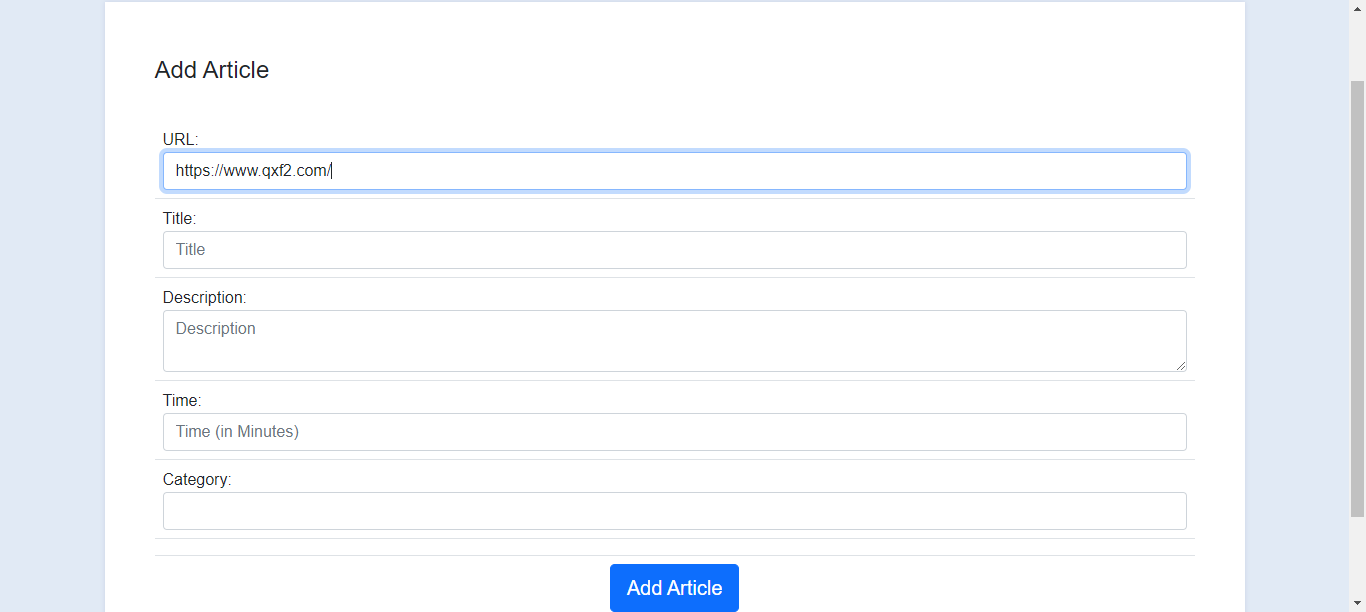 Add Article
URL:
https://www.qxf2.com/
Title:
Title
Description:
Description
Time:
Time (in Minutes)
Category:
Add Article